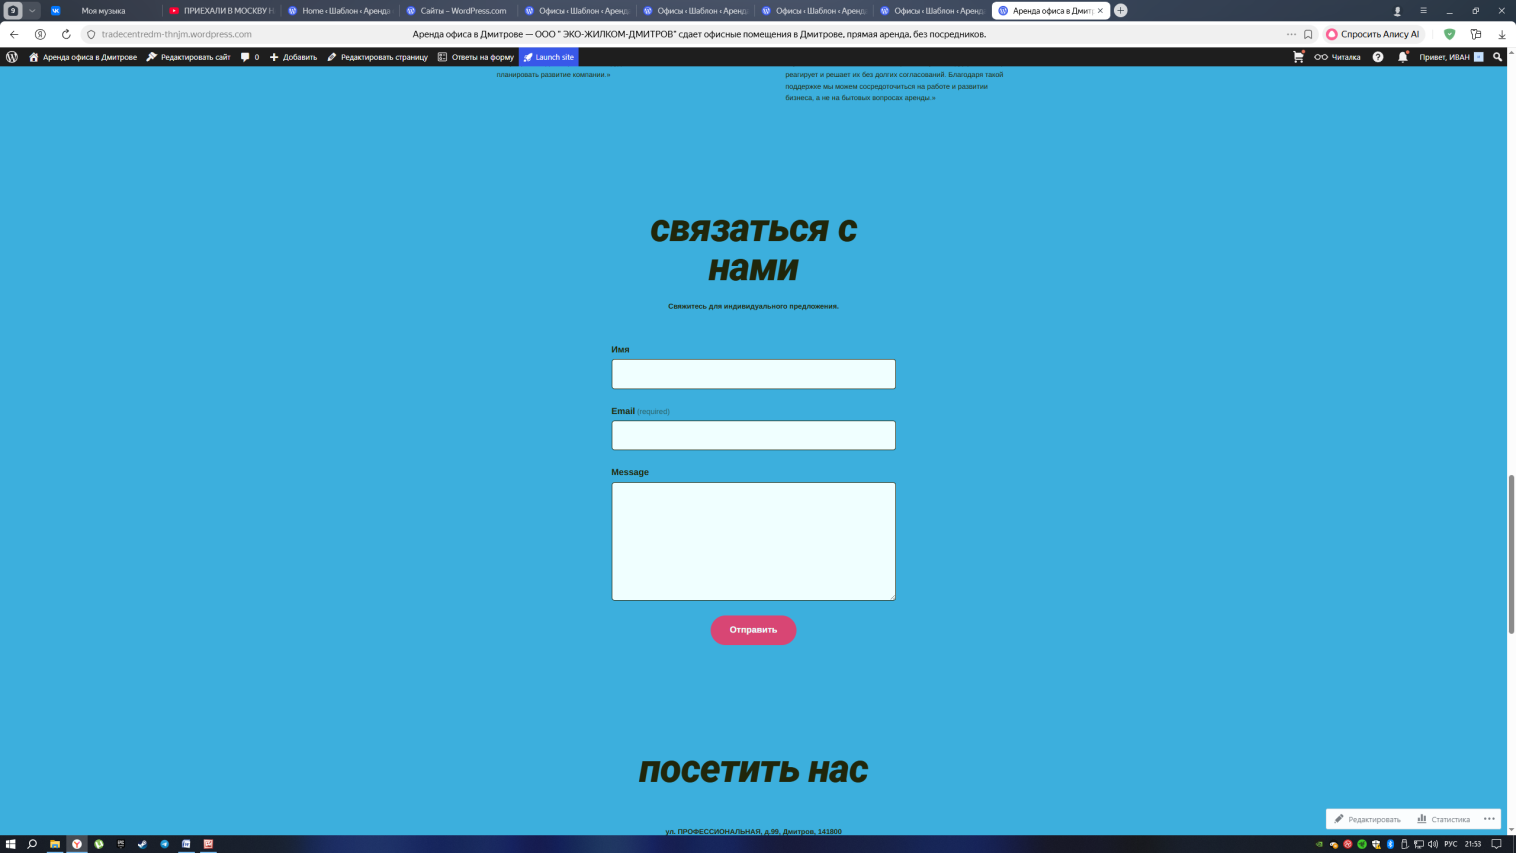 9
Моя музыка
ПРИЕХАЛИ В МОСКВУ Н
Home ‹ Шаблон ‹ Аренда
Сайты – WordPress.com
Офисы ‹ Шаблон ‹ Аренд
Офисы ‹ Шаблон ‹ Аренд
Офисы ‹ Шаблон ‹ Аренд
Офисы ‹ Шаблон ‹ Аренд
Аренда офиса в Дмит
tradecentredm-thnjm.wordpress.com
Аренда офиса в Дмитрове — ООО " ЭКО-ЖИЛКОМ-ДМИТРОВ" сдает офисные помещения в Дмитрове, прямая аренда, без посредников.
Спросить Алису AI
Аренда офиса в Дмитрове
Редактировать сайт
0
Добавить
Редактировать страницу
Ответы на форму
Launch site
Читалка
Привет, ИВАН
планировать развитие компании.»
реагирует и решает их без долгих согласований. Благодаря такой
поддержке мы можем сосредоточиться на работе и развитии
бизнеса, а не на бытовых вопросах аренды.»
связаться с
нами
Свяжитесь для индивидуального предложения.
Имя
Email (required)
Message
Отправить
посетить нас
ул. ПРОФЕССИОНАЛЬНАЯ, д.99, Дмитров, 141800
Редактировать
Статистика
РУС
21:53